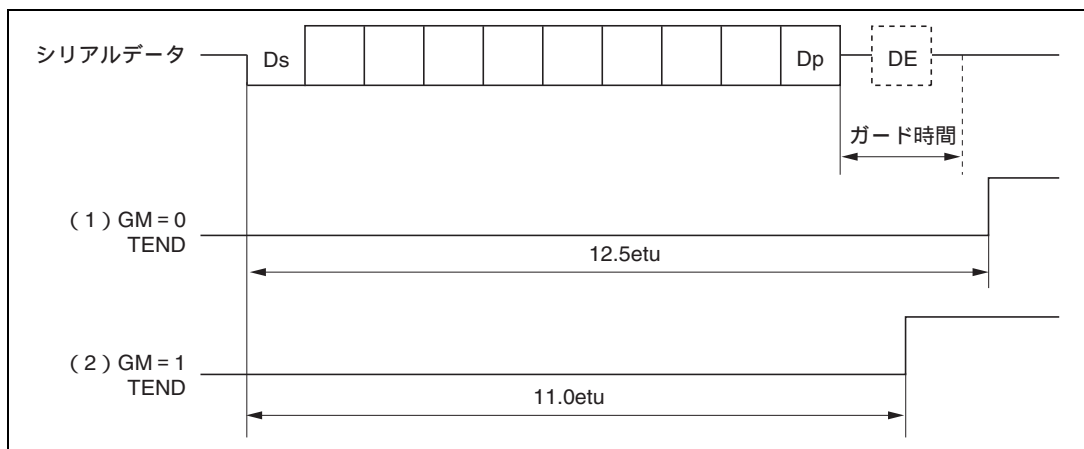 シリアルデータ
Ds
Dp
DE
ガード時間
（1）GM = 0
TEND
12.5etu
（2）GM = 1
TEND
11.0etu